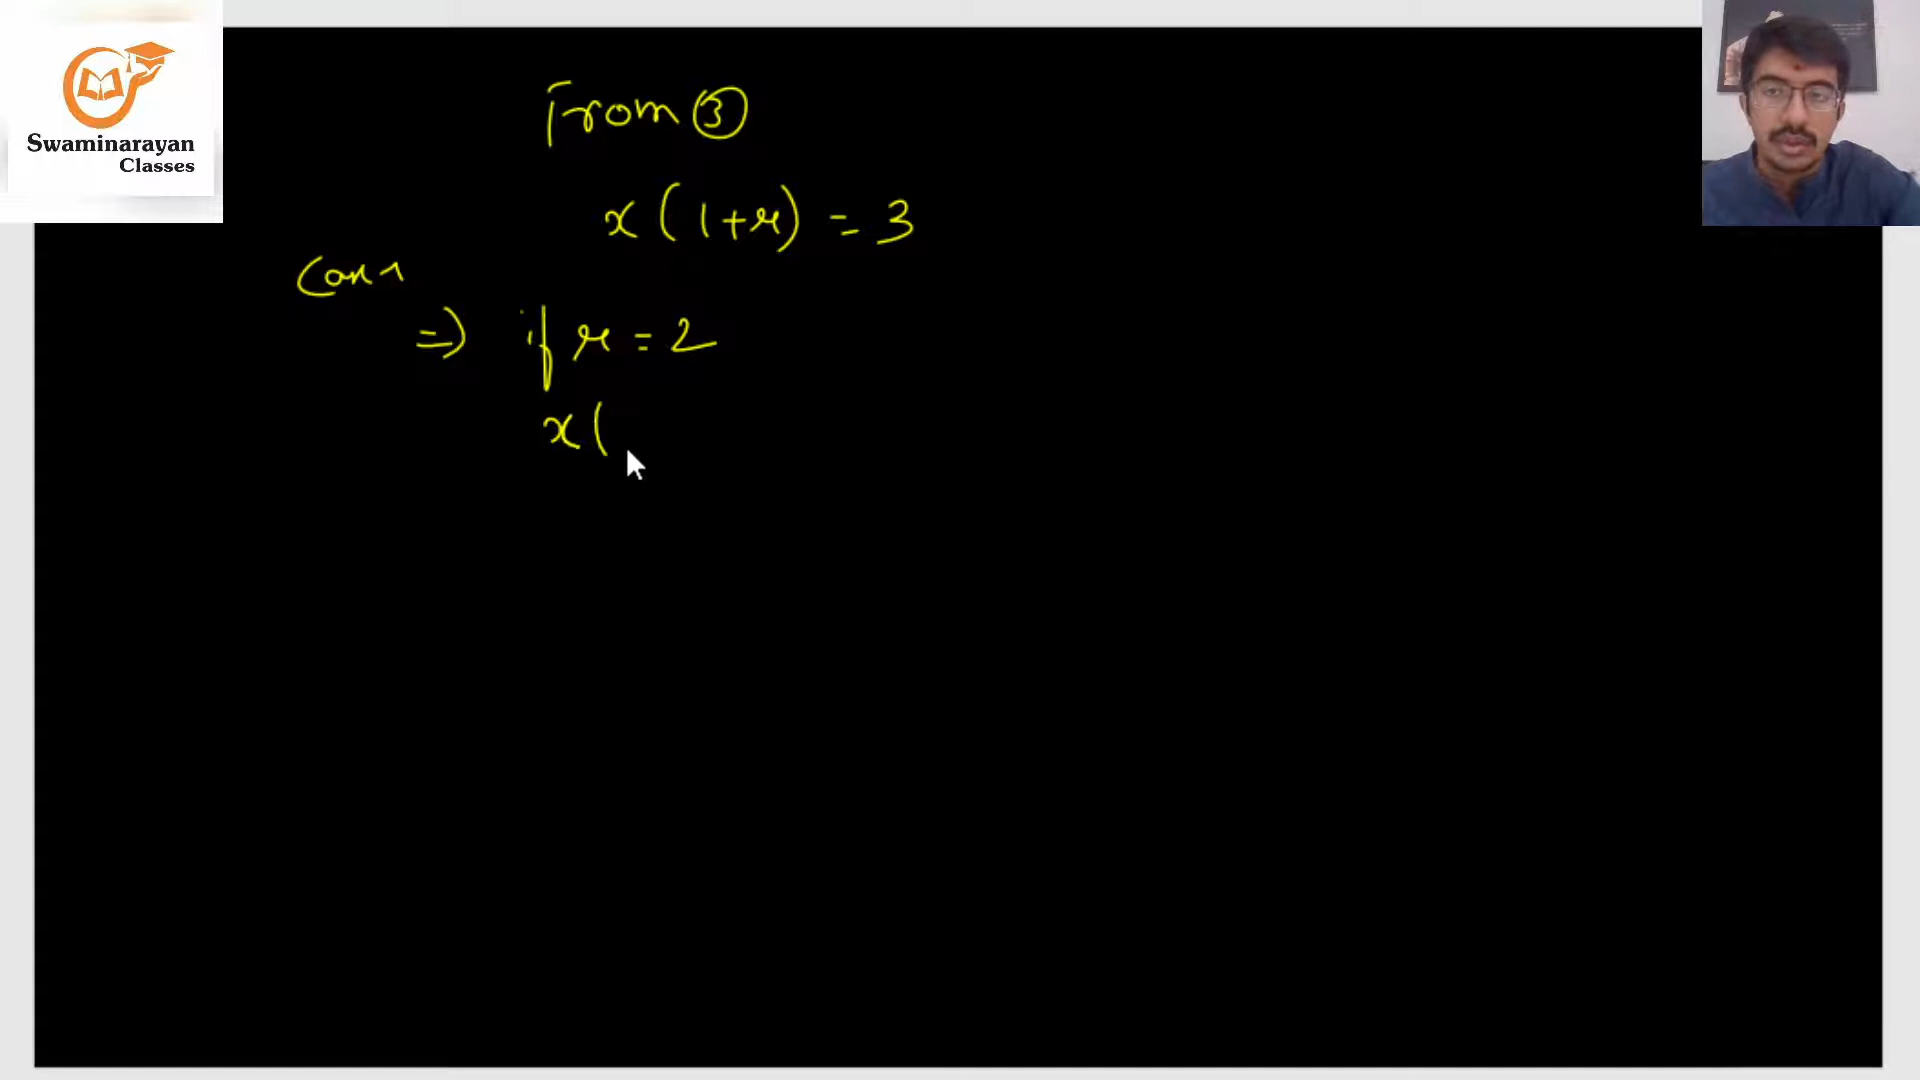 Swaminarayan
Classes
From ③
x (1+r) = 3
Case 1
=) if r = 2
x (